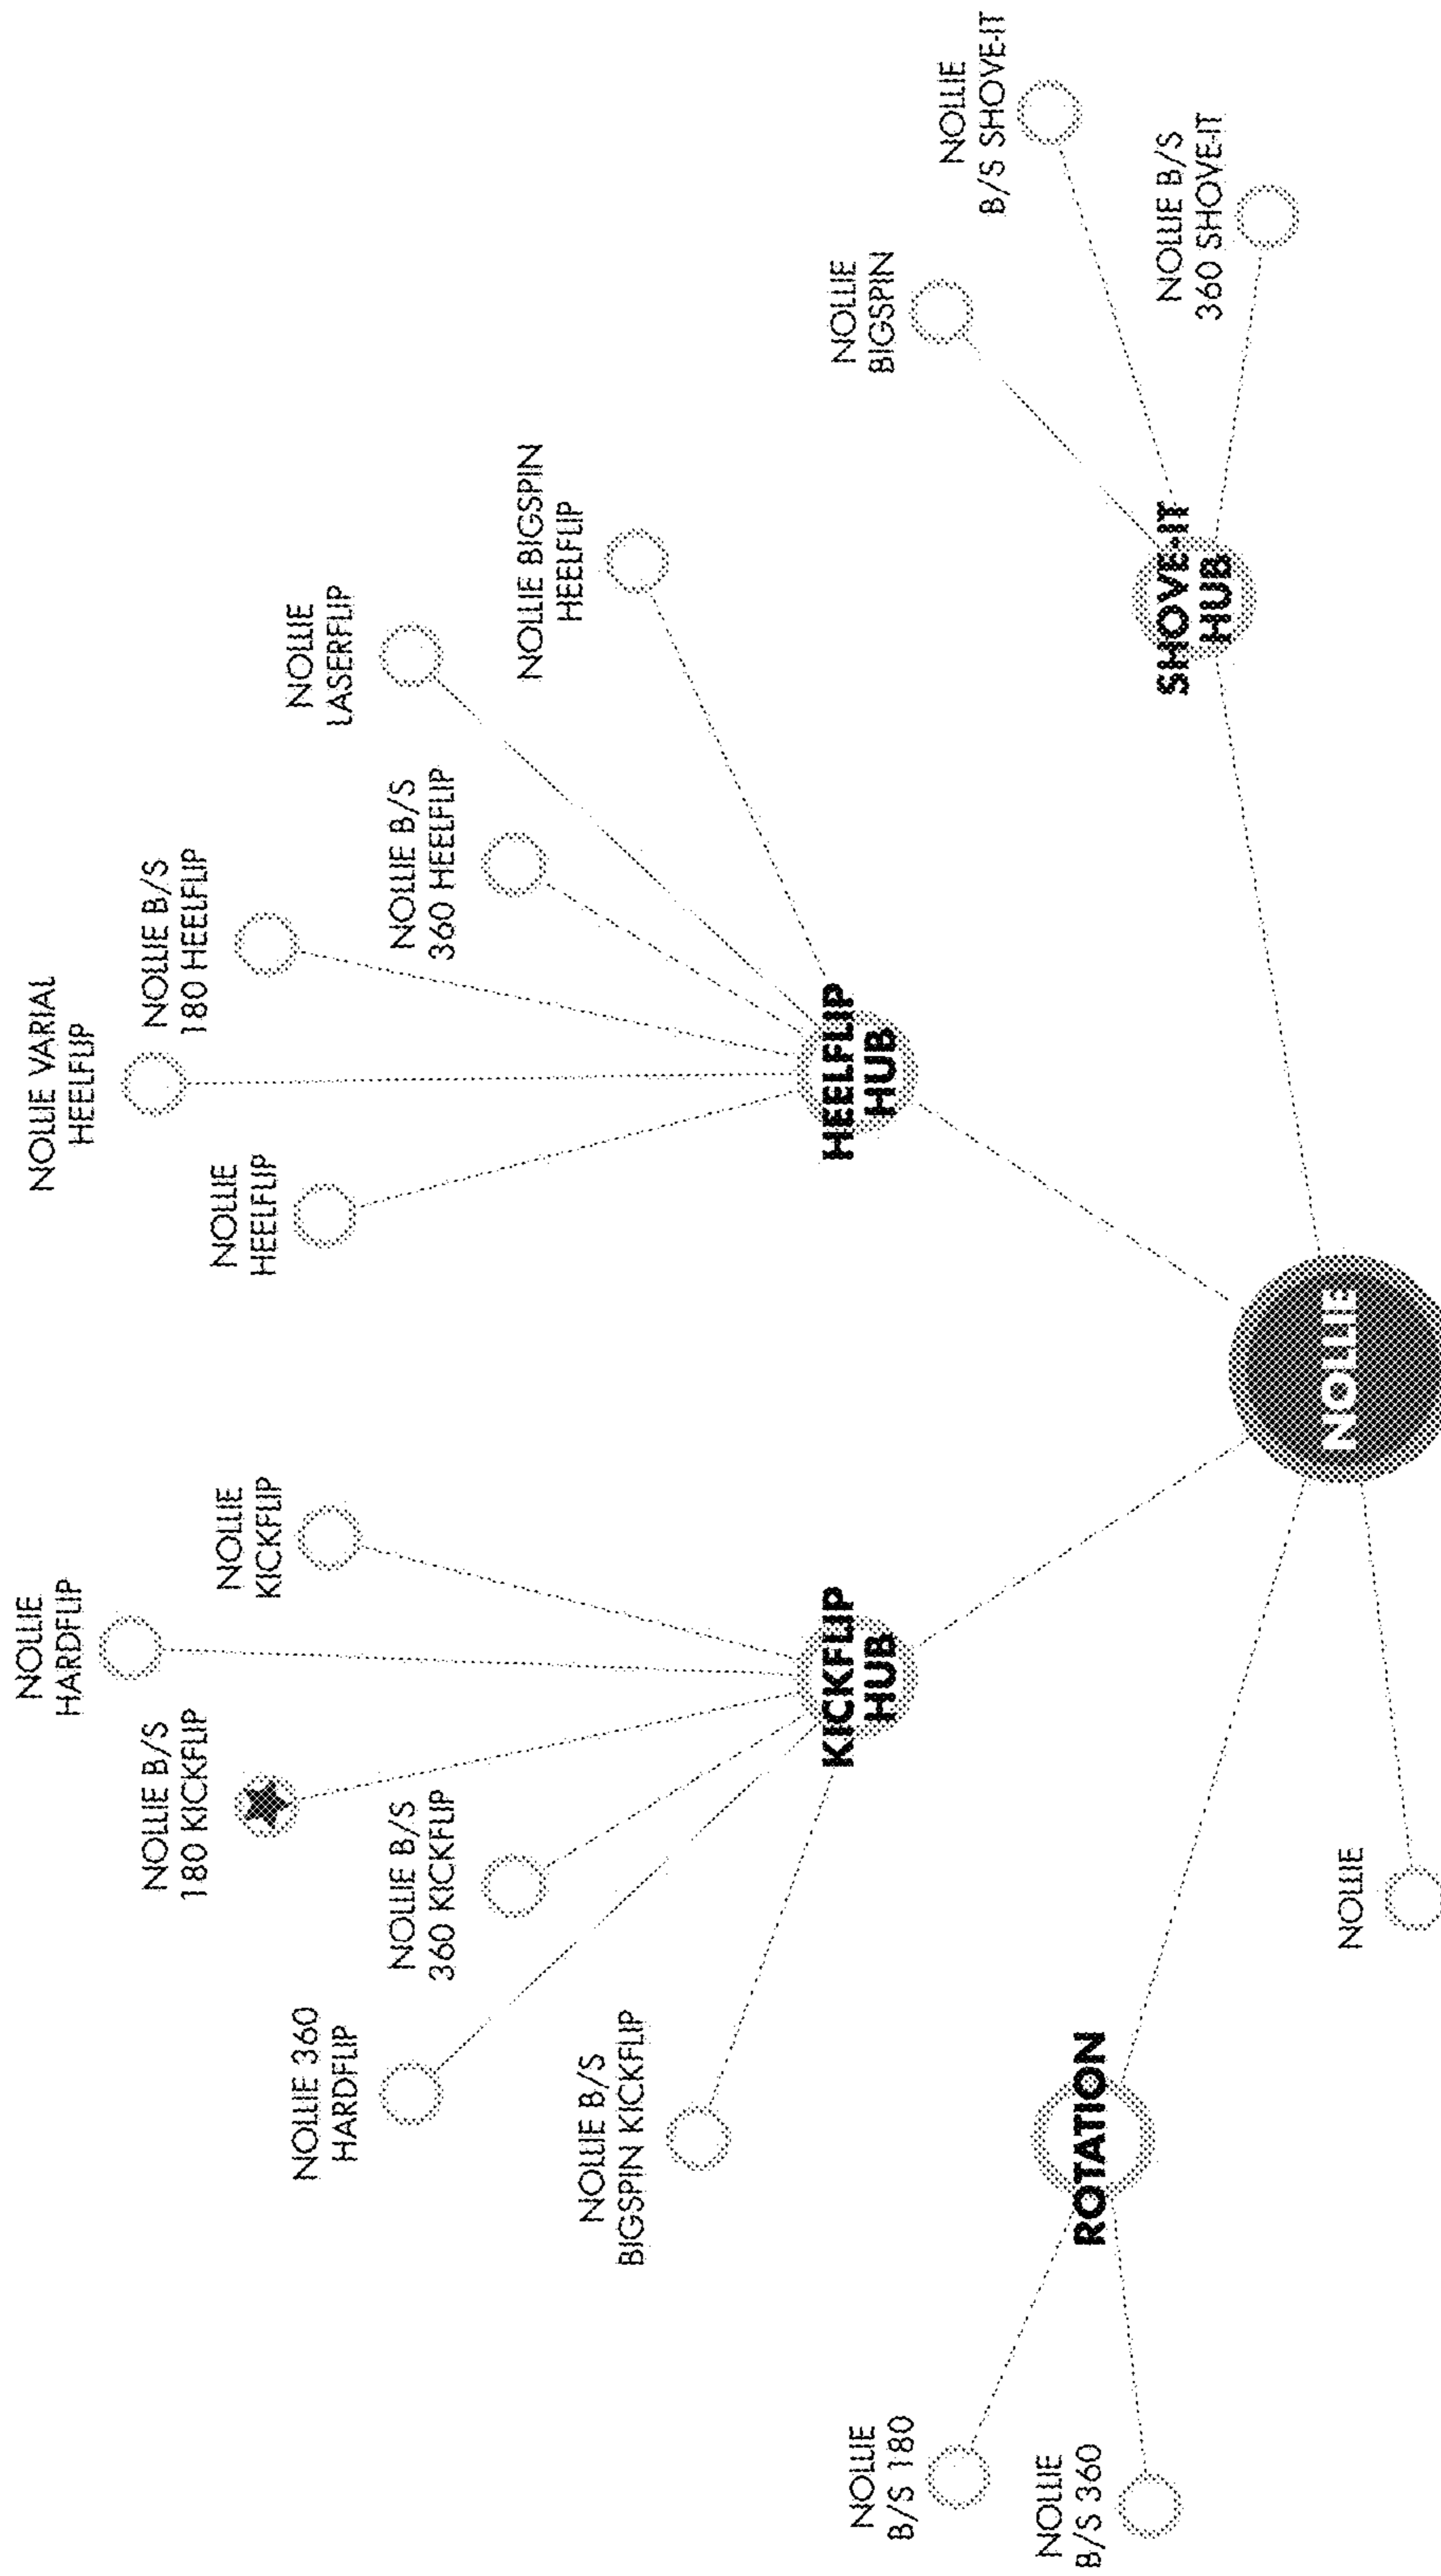 NOLLIE
HARDFLIP
NOLLIE
KICKFLIP
NOLLIE B/S
180 KICKFLIP
NOLLIE B/S
360 KICKFLIP
NOLLIE 360
HARDFLIP
NOLLIE B/S
BIGSPIN KICKFLIP
KICKFLIP
HUB
NOLLIE VARIAL
HEELFLIP
NOLLIE
HEELFLIP
NOLLIE B/S
180 HEELFLIP
NOLLIE B/S
360 HEELFLIP
NOLLIE
LASERFLIP
NOLLIE BIGSPIN
HEELFLIP
HEELFLIP
HUB
NOLLIE
B/S 180
NOLLIE
B/S 360
ROTATION
NOLLIE
NOLLIE
SHOVE-IT
HUB
NOLLIE
BIGSPIN
NOLLIE
B/S SHOVE-IT
NOLLIE B/S
360 SHOVE-IT